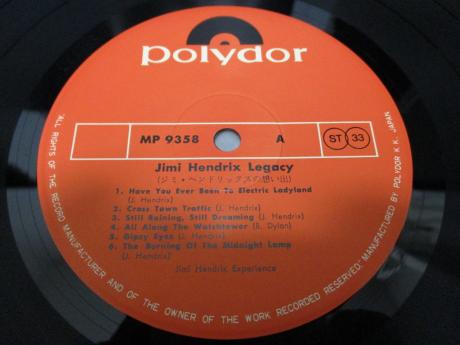 polydor
MP 9358 A ST 33
Jimi Hendrix Legacy
(ジミ・ヘンドリックスの想い出)
1. Have You Ever Been To Electric Ladyland
(J. Hendrix)
2. Cross Town Traffic (J. Hendrix)
3. Still Raining, Still Dreaming (J. Hendrix)
4. All Along The Watchtower (B. Dylan)
5. Gipsy Eyes (J. Hendrix)
6. The Burning Of The Midnight Lamp
(J. Hendrix)
Jimi Hendrix Experience
'ALL RIGHTS OF THE RECORD MANUFACTURER AND OF THE OWNER OF THE WORK RECORDED RESERVED' MANUFACTURED BY POLYDOR K.K. JAPAN